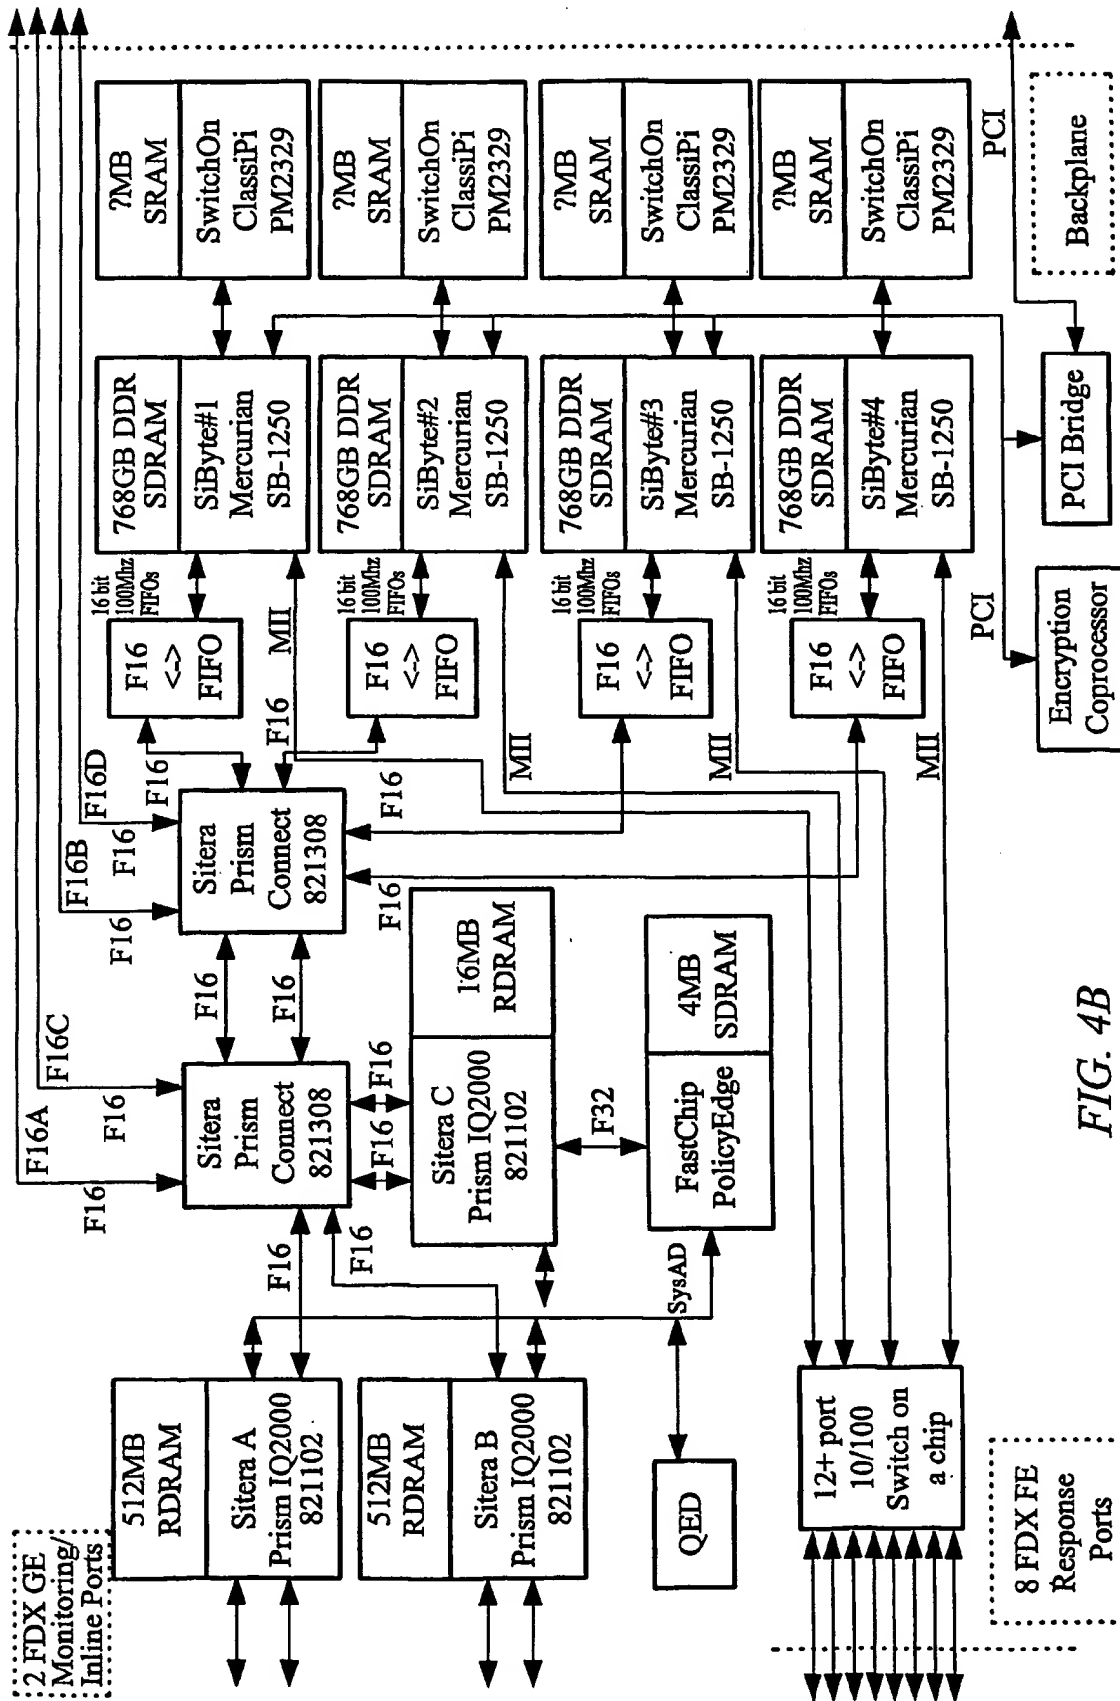 2 FDX GE
Monitoring/
Inline Ports
512MB
RDRAM
Sitera A
Prism IQ2000
821102
512MB
RDRAM
Sitera B
Prism IQ2000
821102
QED
SysAD
12+ port
10/100
Switch on
a chip
8 FDX FE
Response
Ports
F16A
F16C
F16B
F16D
F16
F16
F16
F16
Sitera
Prism
Connect
821308
F16
F16
F16
F16
F16
F16
Sitera C
Prism IQ2000
821102
16MB
RDRAM
F32
FastChip
PolicyEdge
4MB
SDRAM
Sitera
Prism
Connect
821308
F16
F16
F16
F16
F16
<->
FIFO
16 bit
100Mhz
FIFOs
MII
768GB DDR
SDRAM
SiByte#1
Mercurian
SB-1250
?MB
SRAM
SwitchOn
ClassiPi
PM2329
F16
<->
FIFO
16 bit
100Mhz
FIFOs
MII
768GB DDR
SDRAM
SiByte#2
Mercurian
SB-1250
?MB
SRAM
SwitchOn
ClassiPi
PM2329
F16
<->
FIFO
16 bit
100Mhz
FIFOs
MII
768GB DDR
SDRAM
SiByte#3
Mercurian
SB-1250
?MB
SRAM
SwitchOn
ClassiPi
PM2329
F16
<->
FIFO
16 bit
100Mhz
FIFOs
MII
768GB DDR
SDRAM
SiByte#4
Mercurian
SB-1250
?MB
SRAM
SwitchOn
ClassiPi
PM2329
PCI
Encryption
Coprocessor
PCI Bridge
PCI
Backplane
FIG. 4B